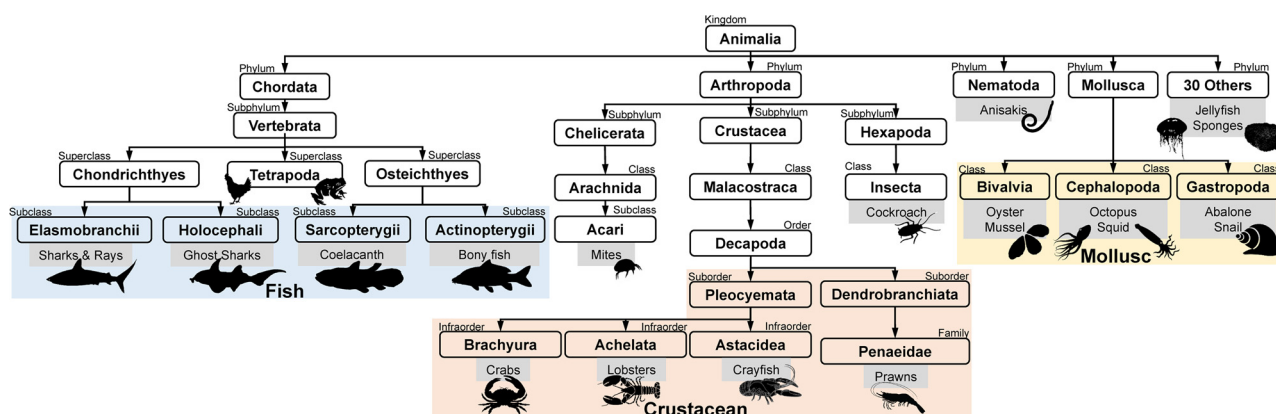 Kingdom
Animalia
Phylum
Chordata
Phylum
Arthropoda
Phylum
Nematoda
Anisakis
Phylum
Mollusca
Phylum
30 Others
Jellyfish
Sponges
Subphylum
Vertebrata
Subphylum
Chelicerata
Subphylum
Crustacea
Subphylum
Hexapoda
Superclass
Chondrichthyes
Superclass
Tetrapoda
Superclass
Osteichthyes
Class
Arachnida
Class
Malacostraca
Class
Insecta
Cockroach
Class
Bivalvia
Oyster
Mussel
Class
Cephalopoda
Octopus
Squid
Class
Gastropoda
Abalone
Snail
Mollusc
Subclass
Elasmobranchii
Sharks & Rays
Subclass
Holocephali
Ghost Sharks
Subclass
Sarcopterygii
Coelacanth
Subclass
Actinopterygii
Bony fish
Fish
Subclass
Acari
Mites
Order
Decapoda
Suborder
Pleocyemata
Suborder
Dendrobranchiata
Infraorder
Brachyura
Crabs
Infraorder
Achelata
Lobsters
Infraorder
Astacidea
Crayfish
Family
Penaeidae
Prawns
Crustacean